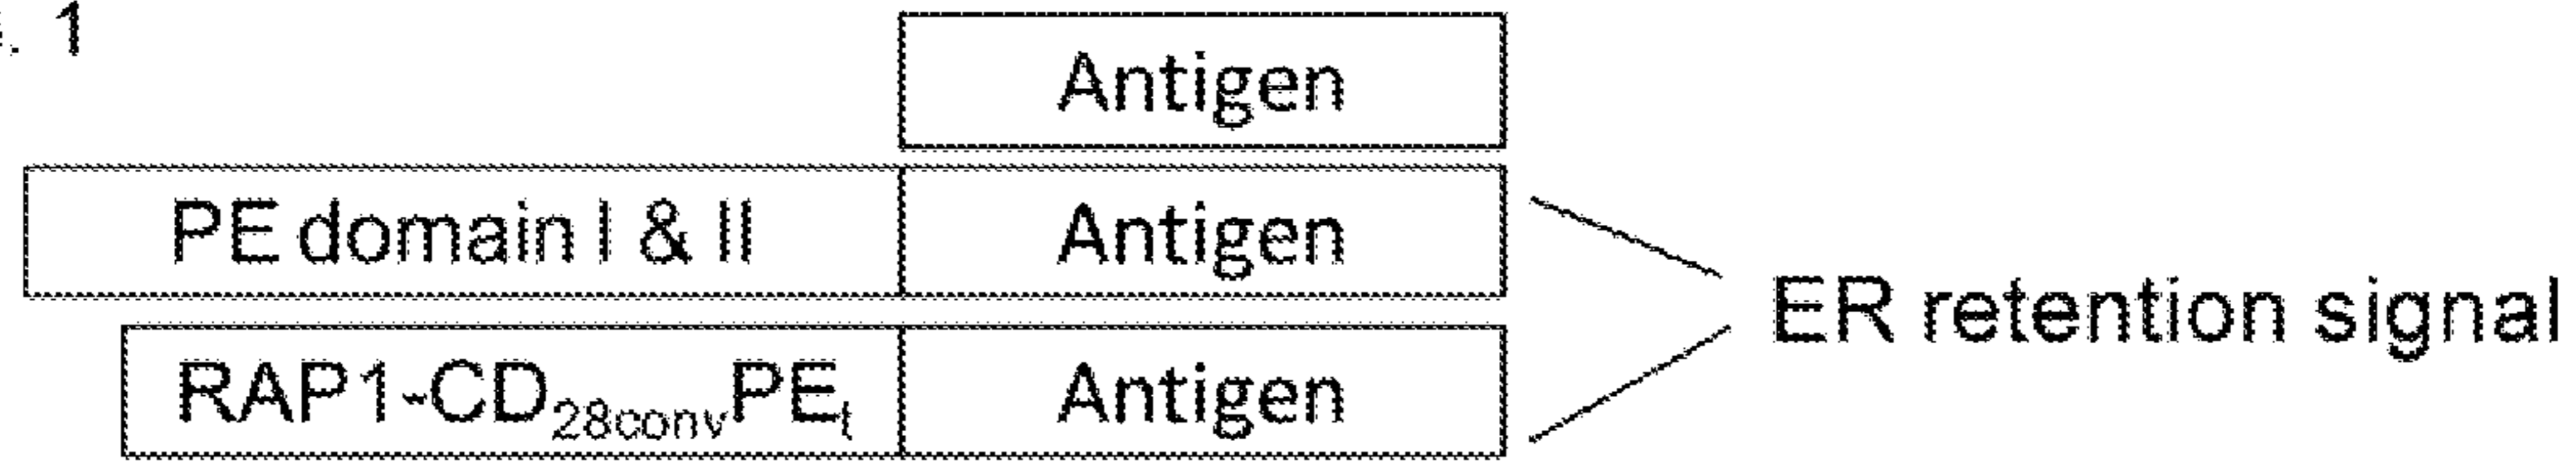 . 1
Antigen
PE domain I & II Antigen
ER retention signal
RAP1-CD28convPEt Antigen